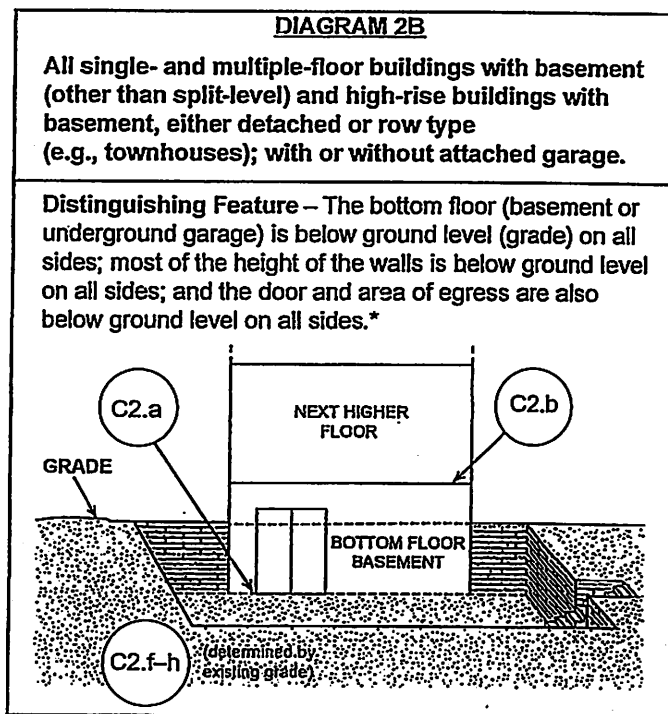 DIAGRAM 2B
All single- and multiple-floor buildings with basement
(other than split-level) and high-rise buildings with
basement, either detached or row type
(e.g., townhouses); with or without attached garage.
Distinguishing Feature – The bottom floor (basement or
underground garage) is below ground level (grade) on all
sides; most of the height of the walls is below ground level
on all sides; and the door and area of egress are also
below ground level on all sides.*
C2.a
NEXT HIGHER
FLOOR
C2.b
GRADE
BOTTOM FLOOR
BASEMENT
C2.f–h
(determined by
existing grade)